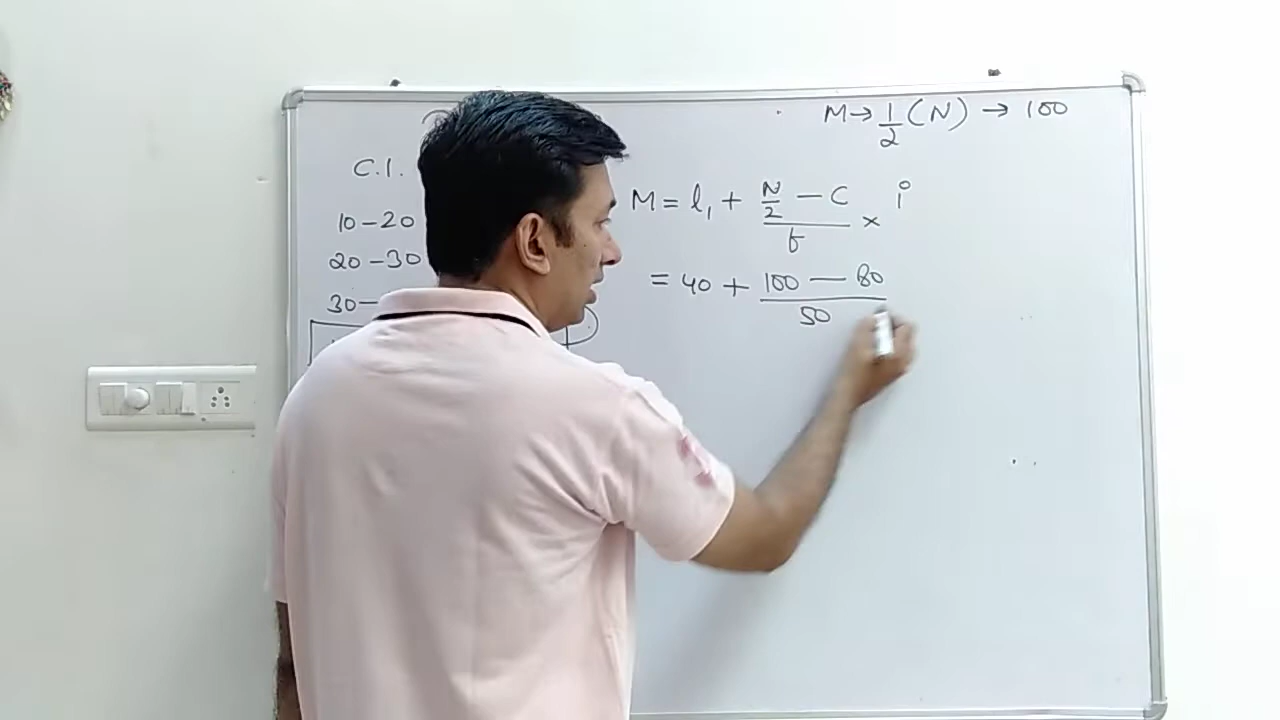 M→ 1/2 (N) → 100
C.I.
10-20
20-30
30-
M = l₁ + N/2 - C / f × i
= 40 + 100 - 80 / 50